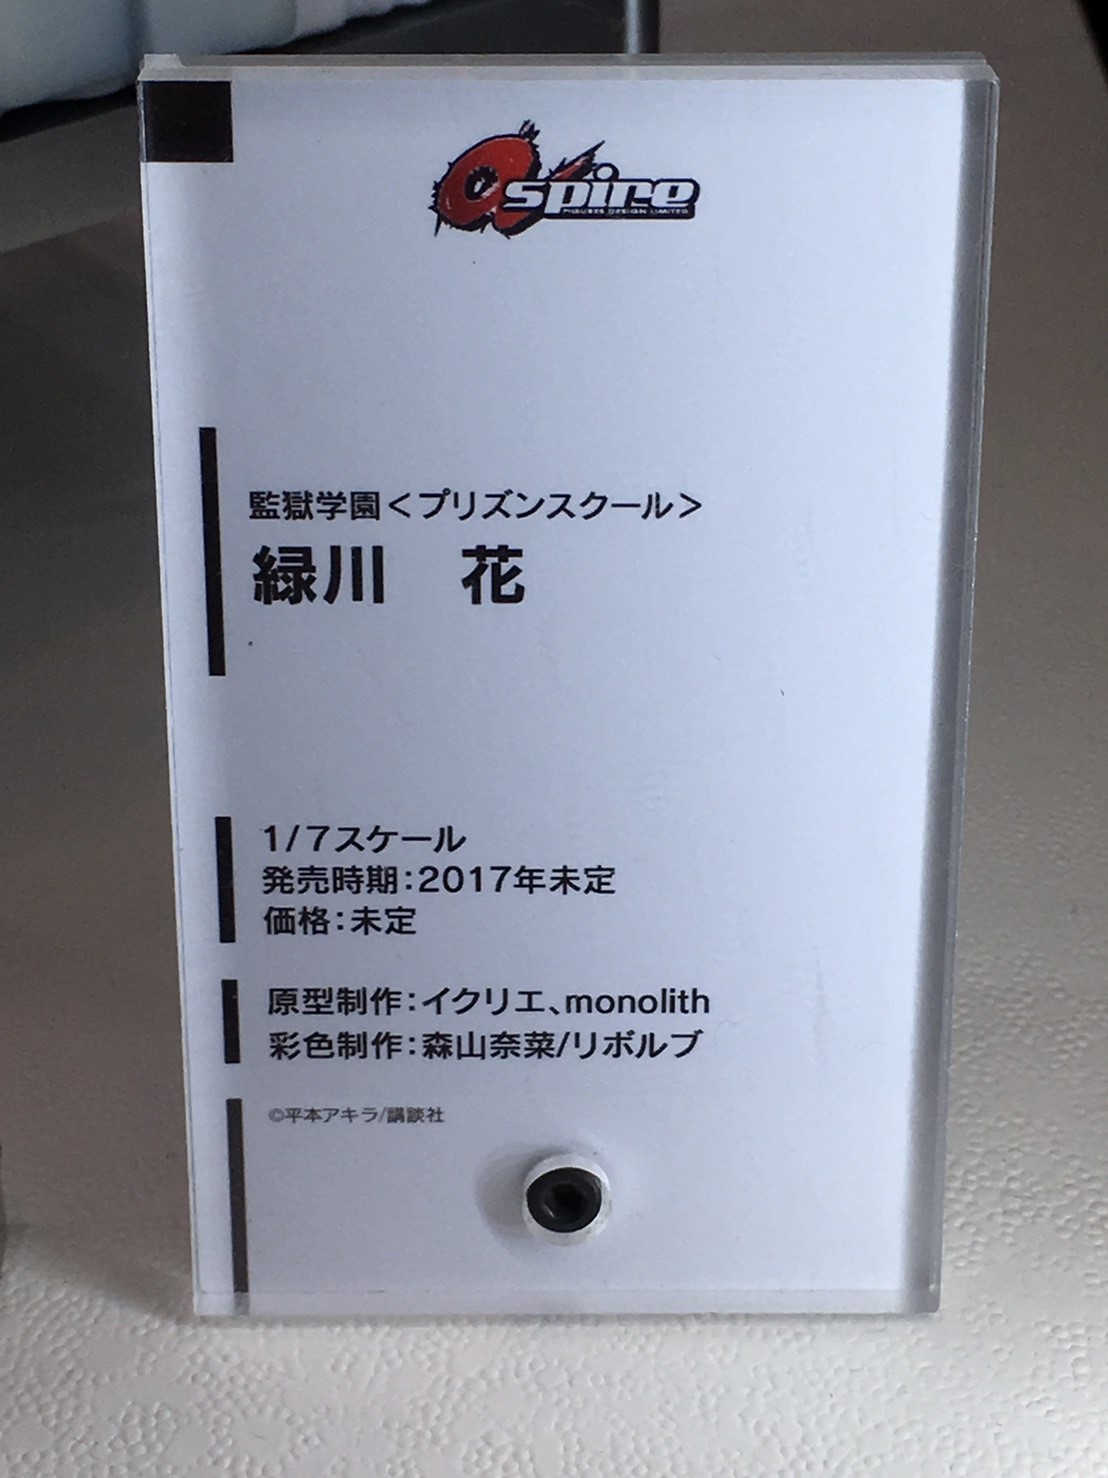 Q spire
FIGURES DESIGN LIMITED
監獄学園＜プリズンスクール＞
緑川　花
1/7スケール
発売時期：2017年未定
価格：未定
原型制作：イクリエ、monolith
彩色制作：森山奈菜/リボルブ
©平本アキラ/講談社